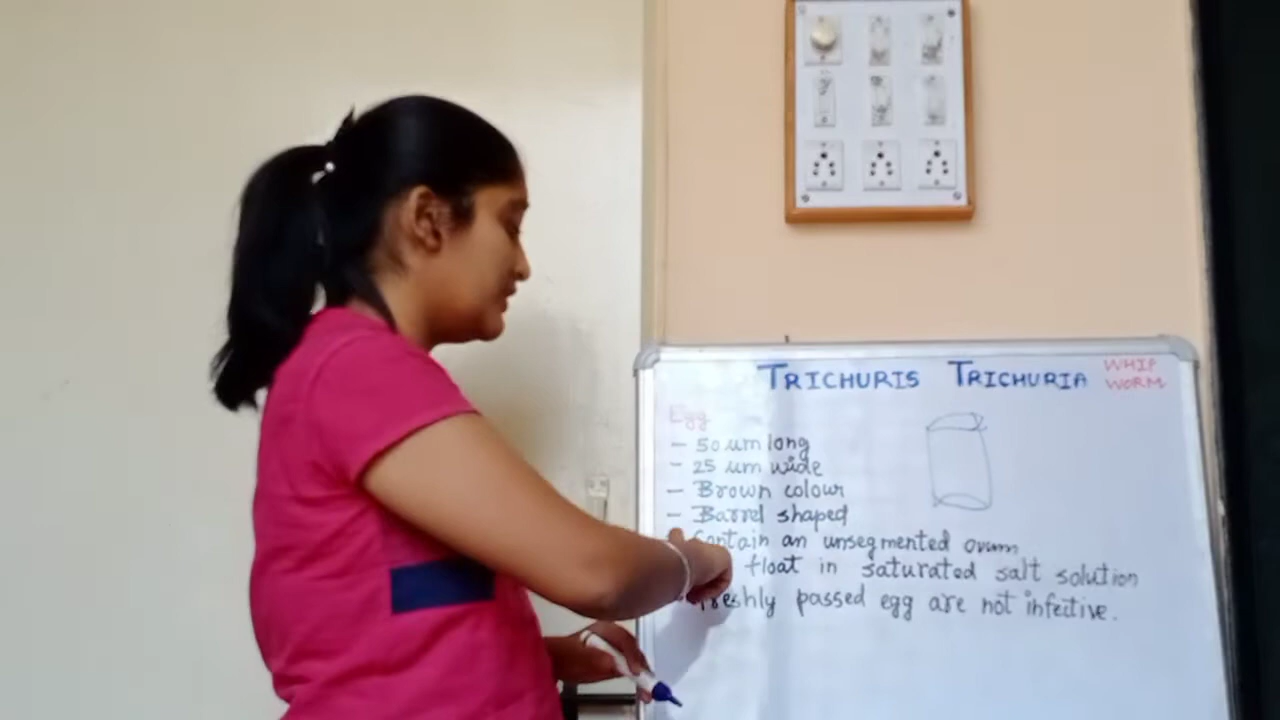 TRICHURIS TRICHURIA
WHIP
WORM
Egg
- 50 um long
- 25 um wide
- Brown colour
- Barrel shaped
Contain an unsegmented ovum
float in saturated salt solution
freshly passed egg are not infective.